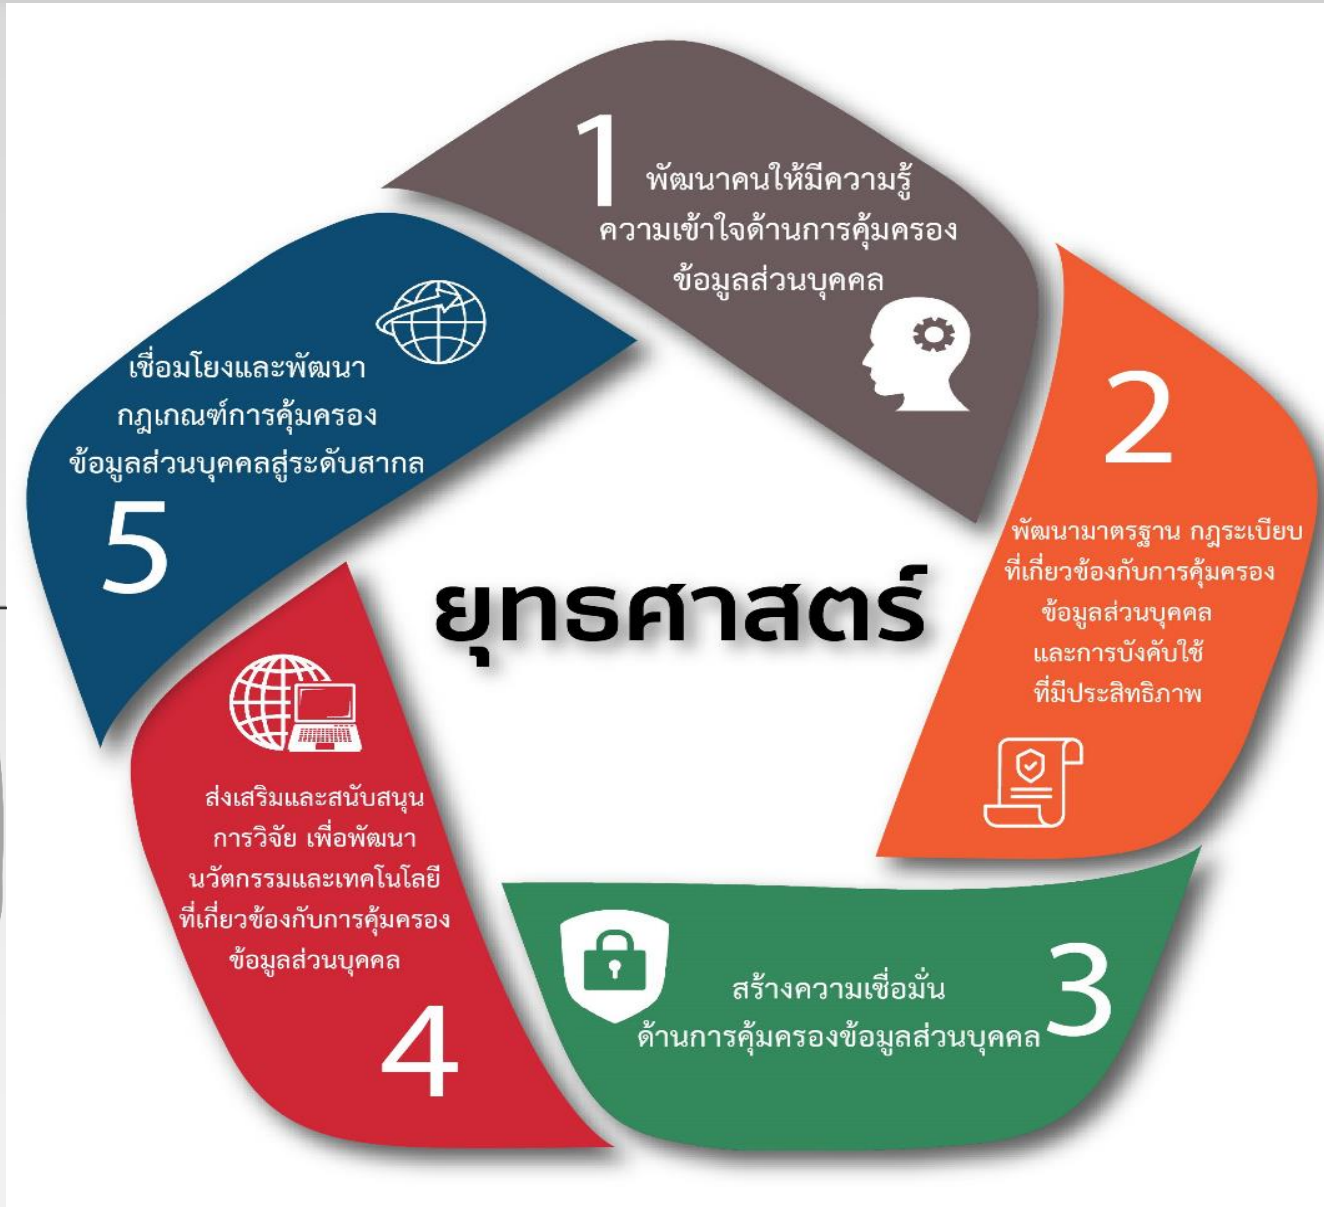 1
พัฒนาคนให้มีความรู้
ความเข้าใจด้านการคุ้มครอง
ข้อมูลส่วนบุคคล
2
พัฒนามาตรฐาน กฎระเบียบ
ที่เกี่ยวข้องกับการคุ้มครอง
ข้อมูลส่วนบุคคล
และการบังคับใช้
ที่มีประสิทธิภาพ
3
สร้างความเชื่อมั่น
ด้านการคุ้มครองข้อมูลส่วนบุคคล
4
ส่งเสริมและสนับสนุน
การวิจัย เพื่อพัฒนา
นวัตกรรมและเทคโนโลยี
ที่เกี่ยวข้องกับการคุ้มครอง
ข้อมูลส่วนบุคคล
5
เชื่อมโยงและพัฒนา
กฎเกณฑ์การคุ้มครอง
ข้อมูลส่วนบุคคลสู่ระดับสากล
ยุทธศาสตร์